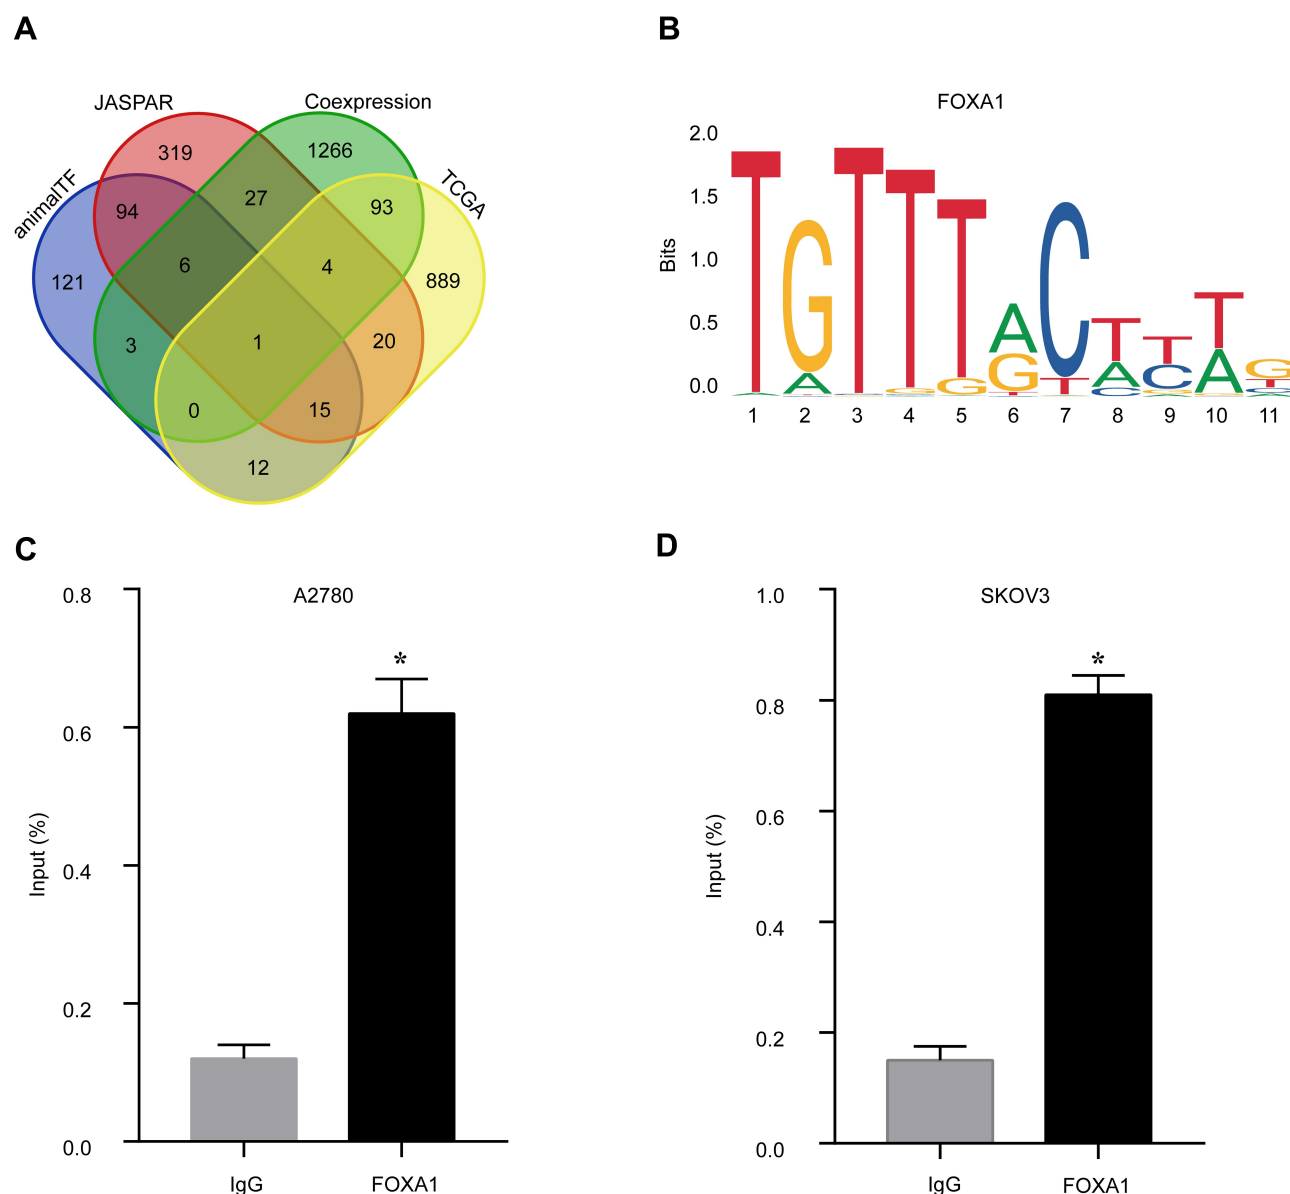 A
B
JASPAR
Coexpression
animalTF
TCGA
319
1266
94
27
93
121
6
4
889
3
1
20
0
15
12
FOXA1
Bits
2.0
1.5
1.0
0.5
0.0
T
G
A
T
T
G
T
G
A
G
T
C
T
T
A
C
T
C
G
T
A
G
T
C
1 2 3 4 5 6 7 8 9 10 11
C
D
A2780
*
Input (%)
0.8
0.6
0.4
0.2
0.0
IgG FOXA1
SKOV3
*
Input (%)
1.0
0.8
0.6
0.4
0.2
0.0
IgG FOXA1